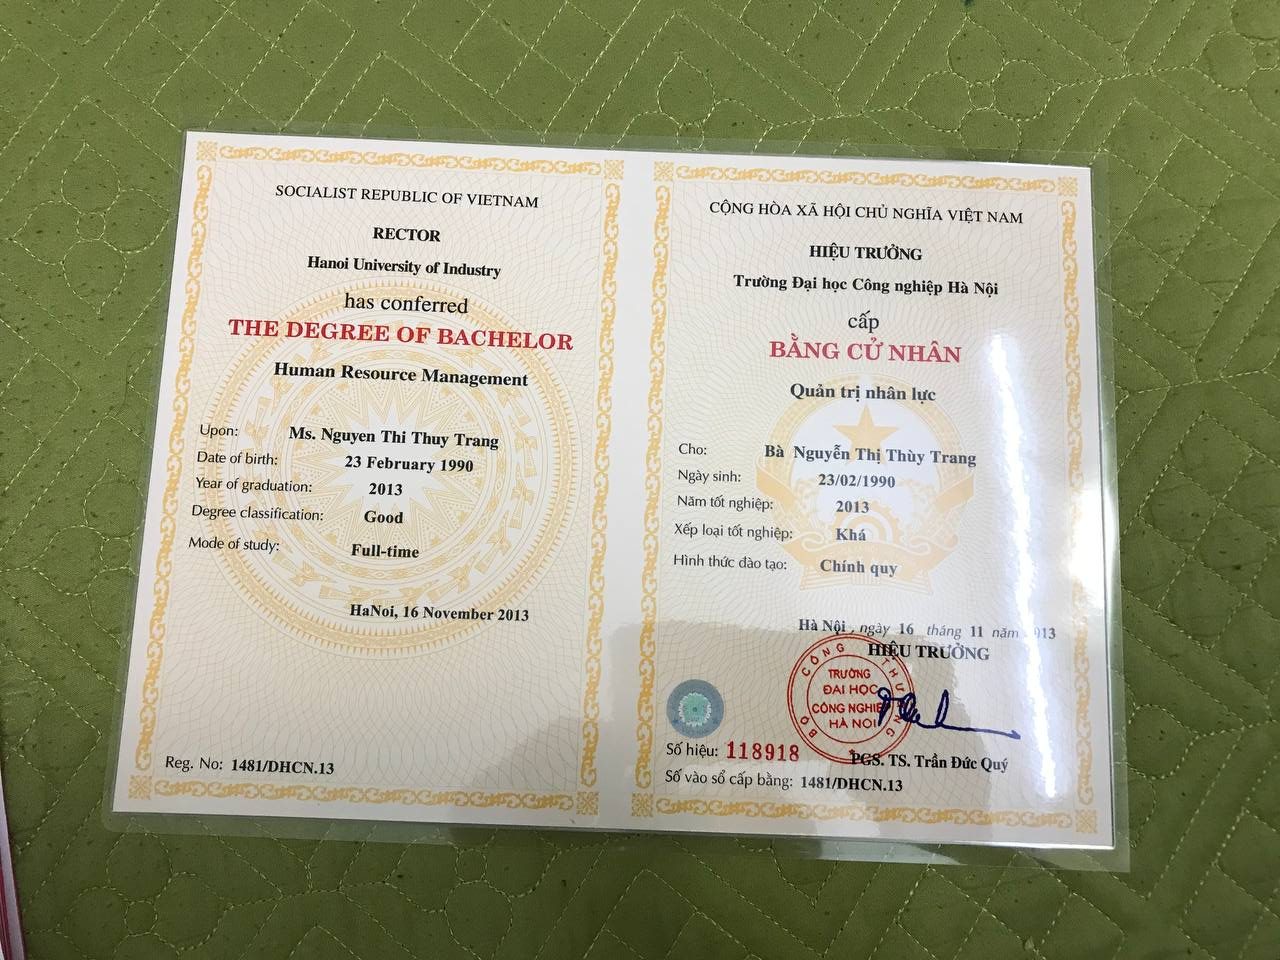 SOCIALIST REPUBLIC OF VIETNAM
RECTOR
Hanoi University of Industry
has conferred
THE DEGREE OF BACHELOR
Human Resource Management
Upon: Ms. Nguyen Thi Thuy Trang
Date of birth: 23 February 1990
Year of graduation: 2013
Degree classification: Good
Mode of study: Full-time
HaNoi, 16 November 2013
Reg. No: 1481/DHCN.13
CỘNG HÒA XÃ HỘI CHỦ NGHĨA VIỆT NAM
HIỆU TRƯỞNG
Trường Đại học Công nghiệp Hà Nội
cấp
BẰNG CỬ NHÂN
Quản trị nhân lực
Cho: Bà Nguyễn Thị Thùy Trang
Ngày sinh: 23/02/1990
Năm tốt nghiệp: 2013
Xếp loại tốt nghiệp: Khá
Hình thức đào tạo: Chính quy
Hà Nội, ngày 16 tháng 11 năm 013
HIỆU TRƯỞNG
BỘ CÔNG THƯƠNG
TRƯỜNG
ĐẠI HỌC
CÔNG NGHIỆP
HÀ NỘI
Số hiệu: 118918
PGS. TS. Trần Đức Quý
Số vào sổ cấp bằng: 1481/DHCN.13